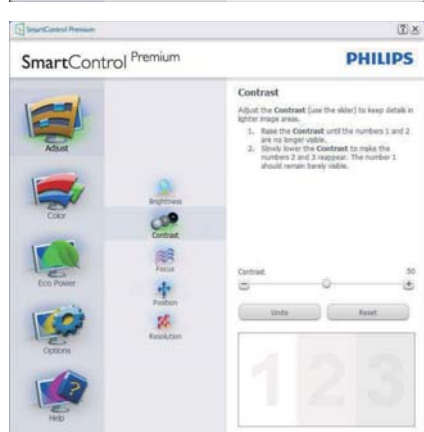 SmartControl Premium
SmartControl Premium
PHILIPS
Adjust
Color
Eco Power
Options
Help
Brightness
Contrast
Focus
Position
Resolution
Contrast
Adjust the Contrast (use the slider) to keep details in
lighter image areas.
1. Raise the Contrast until the numbers 1 and 2
are no longer visible.
2. Slowly lower the Contrast to make the
numbers 2 and 3 reappear. The number 1
should remain barely visible.
Contrast 50
Undo Reset
1 2 3